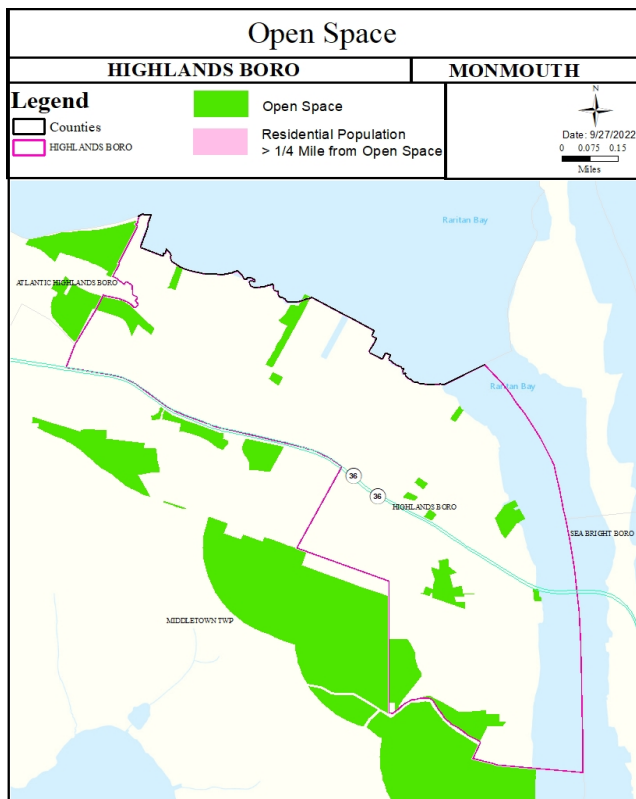 Open Space
HIGHLANDS BORO
MONMOUTH
Legend
Counties
HIGHLANDS BORO
Open Space
Residential Population
> 1/4 Mile from Open Space
N
Date: 9/27/2022
0 0.075 0.15
Miles
Raritan Bay
ATLANTIC HIGHLANDS BORO
Raritan Bay
36
36
HIGHLANDS BORO
SEA BRIGHT BORO
MIDDLETOWN TWP